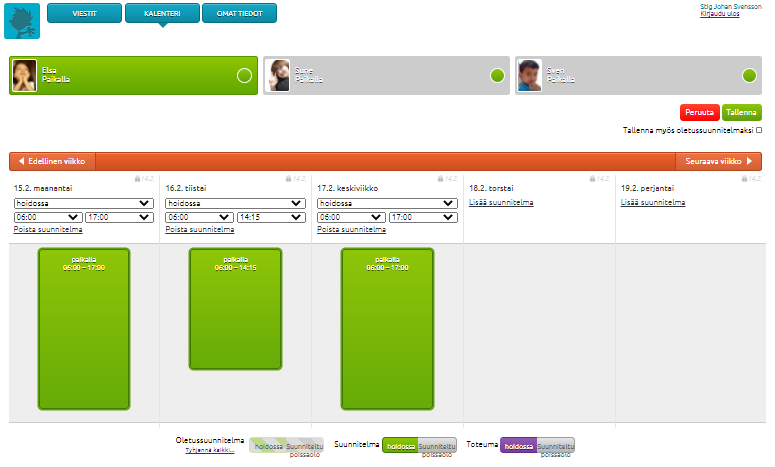 VIESTIT KALENTERI OMAT TIEDOT
Stig Johan Svensson
Kirjaudu ulos
Elsa
Paikalla
Sune
Paikalla
Sven
Paikalla
Peruuta Tallenna
Tallenna myös oletussuunnitelmaksi
Edellinen viikko Seuraava viikko
14.2. 14.2. 14.2. 14.2. 14.2.
15.2. maanantai 16.2. tiistai 17.2. keskiviikko 18.2. torstai 19.2. perjantai
hoidossa hoidossa hoidossa Lisää suunnitelma Lisää suunnitelma
06:00 17:00 06:00 14:15 06:00 17:00
Poista suunnitelma Poista suunnitelma Poista suunnitelma
paikalla paikalla paikalla
06:00 – 17:00 06:00 – 14:15 06:00 – 17:00
Oletussuunnitelma hoidossa Suunniteltu poissaolo Suunnitelma hoidossa Suunniteltu poissaolo Toteuma hoidossa Suunniteltu poissaolo
Tyhjennä kaikki...